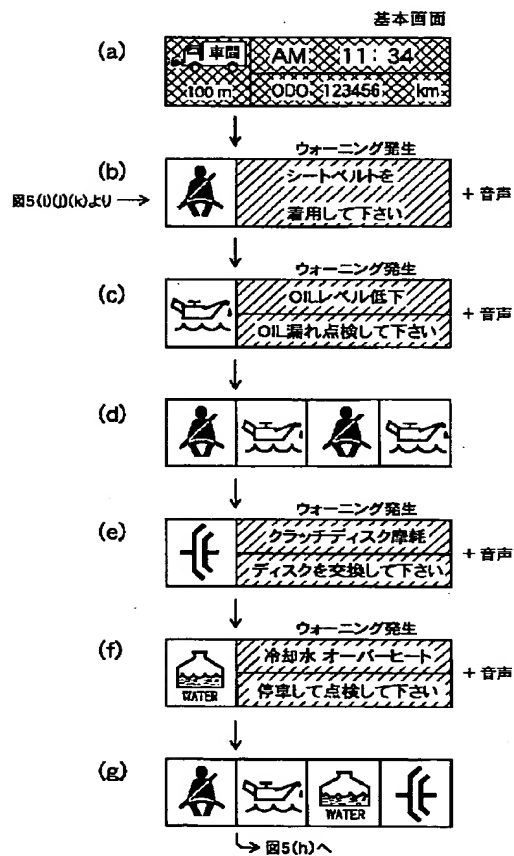 基本画面
(a)
車間
AM 11:34
100 m
ODO 123456 km
ウォーニング発生
(b)
シートベルトを
図5(i)(j)(k)より
着用して下さい
+ 音声
ウォーニング発生
(c)
OILレベル低下
OIL漏れ点検して下さい
+ 音声
(d)
ウォーニング発生
(e)
クラッチディスク摩耗
ディスクを交換して下さい
+ 音声
ウォーニング発生
(f)
冷却水 オーバーヒート
停車して点検して下さい
WATER
+ 音声
(g)
WATER
図5(h)へ